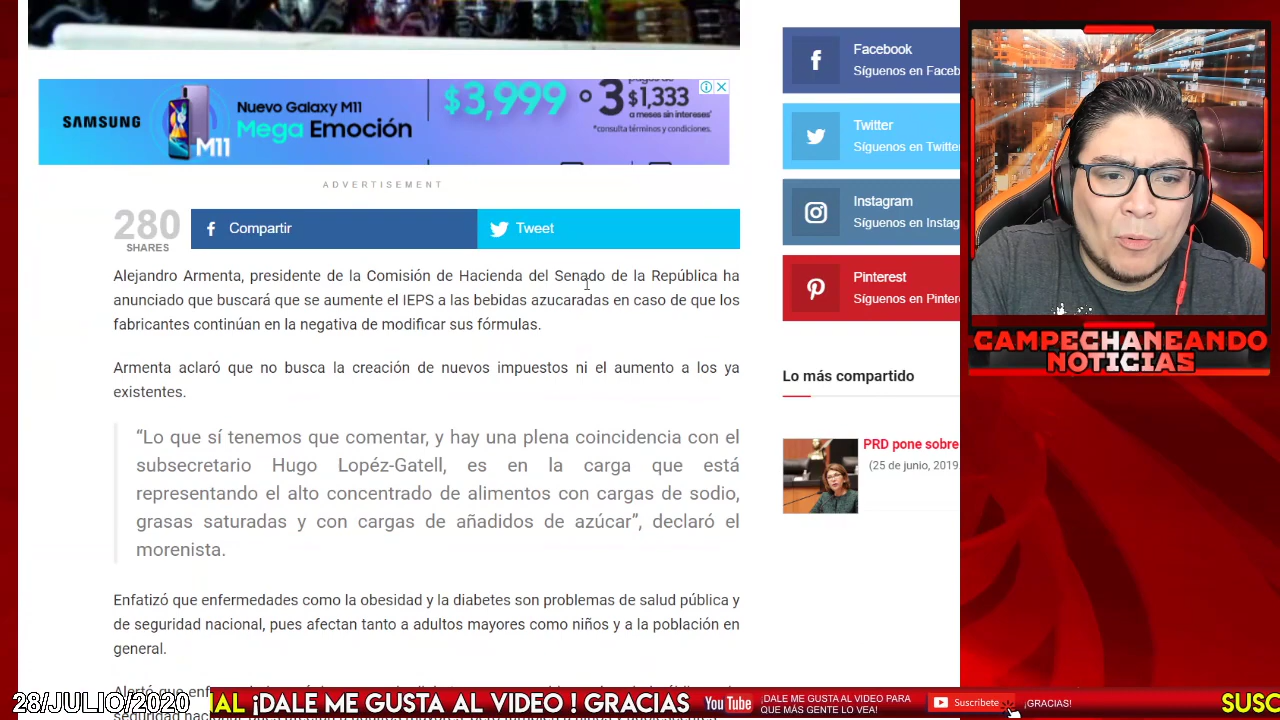 SAMSUNG
Nuevo Galaxy M11
Mega Emoción
M11
$3,999 o 3 $1,333
a meses sin intereses*
*consulta términos y condiciones.
ADVERTISEMENT
280
SHARES
Compartir
Tweet
Alejandro Armenta, presidente de la Comisión de Hacienda del Senado de la República ha
anunciado que buscará que se aumente el IEPS a las bebidas azucaradas en caso de que los
fabricantes continúan en la negativa de modificar sus fórmulas.
Armenta aclaró que no busca la creación de nuevos impuestos ni el aumento a los ya
existentes.
“Lo que sí tenemos que comentar, y hay una plena coincidencia con el
subsecretario Hugo Lopéz-Gatell, es en la carga que está
representando el alto concentrado de alimentos con cargas de sodio,
grasas saturadas y con cargas de añadidos de azúcar”, declaró el
morenista.
Enfatizó que enfermedades como la obesidad y la diabetes son problemas de salud pública y
de seguridad nacional, pues afectan tanto a adultos mayores como niños y a la población en
general.
Facebook
Síguenos en Faceb
Twitter
Síguenos en Twitte
Instagram
Síguenos en Instag
Pinterest
Síguenos en Pinter
Lo más compartido
PRD pone sobre
(25 de junio, 2019
CAMPECHANEANDO
NOTICIAS
28/JULIO/2020
NAL ¡DALE ME GUSTA AL VIDEO ! GRACIAS
YouTube
¡DALE ME GUSTA AL VIDEO PARA
QUE MÁS GENTE LO VEA!
Suscribete
¡GRACIAS!
SUSC